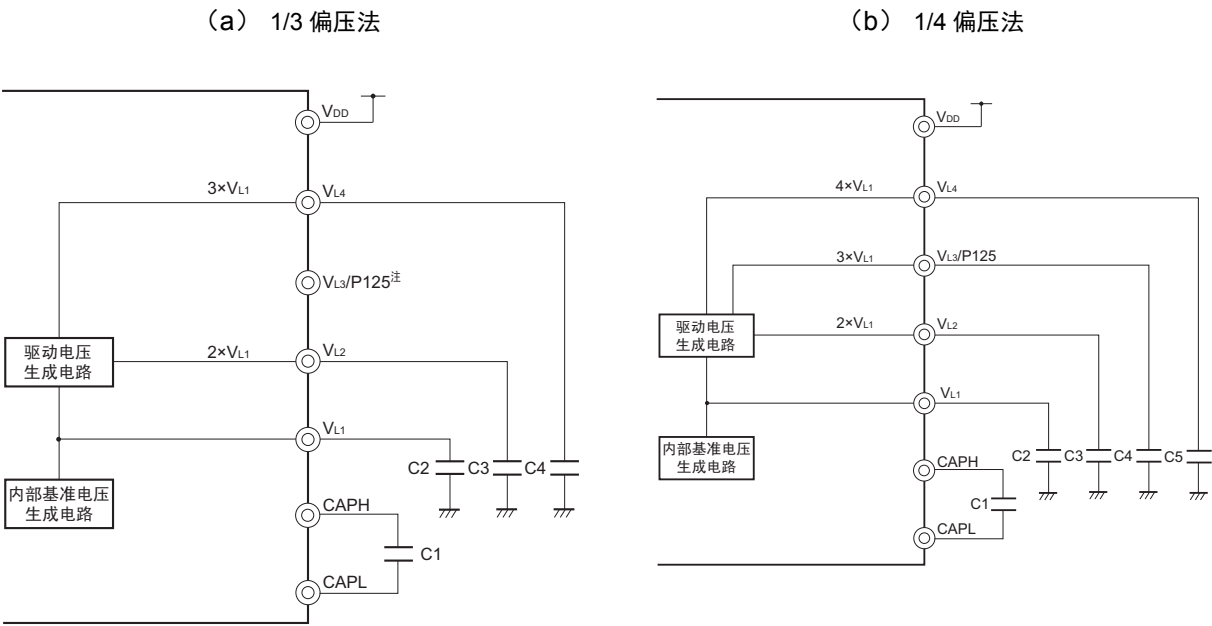 （a） 1/3 偏压法
VDD
3×VL1
VL4
VL3/P125注
驱动电压
生成电路
2×VL1
VL2
VL1
内部基准电压
生成电路
C2
C3
C4
CAPH
C1
CAPL
（b） 1/4 偏压法
VDD
4×VL1
VL4
3×VL1
VL3/P125
驱动电压
生成电路
2×VL1
VL2
VL1
内部基准电压
生成电路
C2
C3
C4
C5
CAPH
C1
CAPL